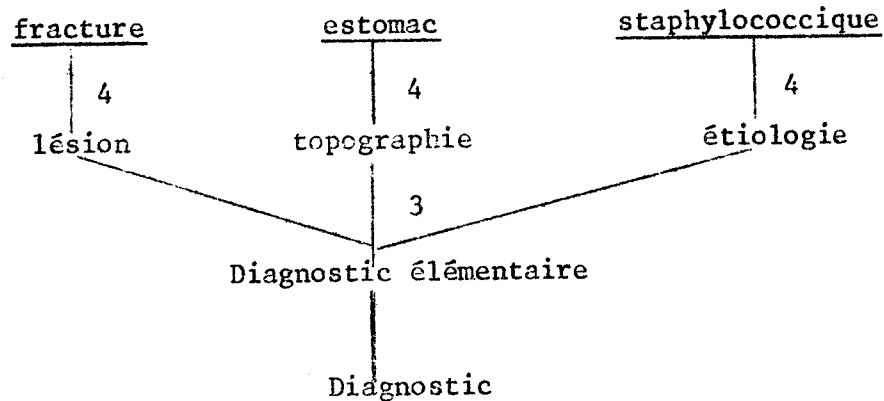 fracture estomac staphylococcique
4 4 4
lésion topographie étiologie
3
Diagnostic élémentaire
Diagnostic